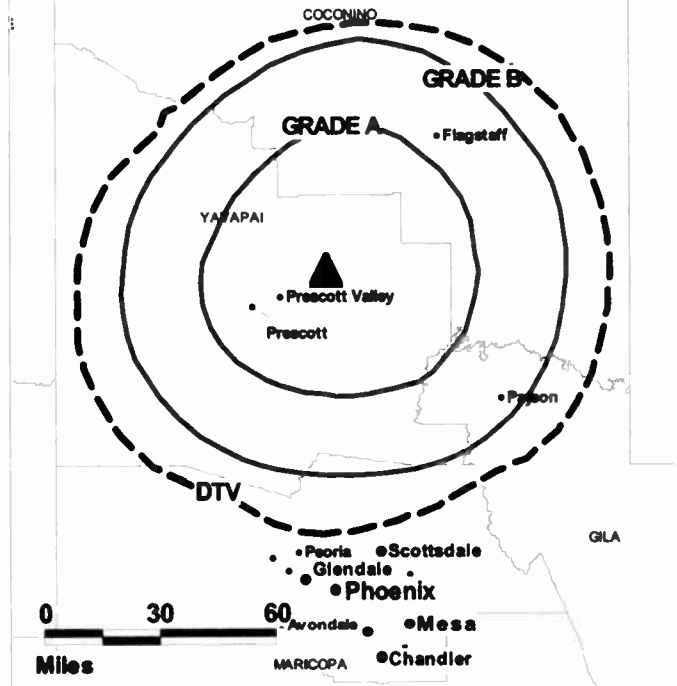 COCONINO
GRADE B
GRADE A
Flagstaff
YAVAPAI
Prescott Valley
Prescott
Payson
DTV
GILA
Peoria
Scottsdale
Glendale
Phoenix
0 30 60
Avondale
Mesa
Miles
MARICOPA
Chandler